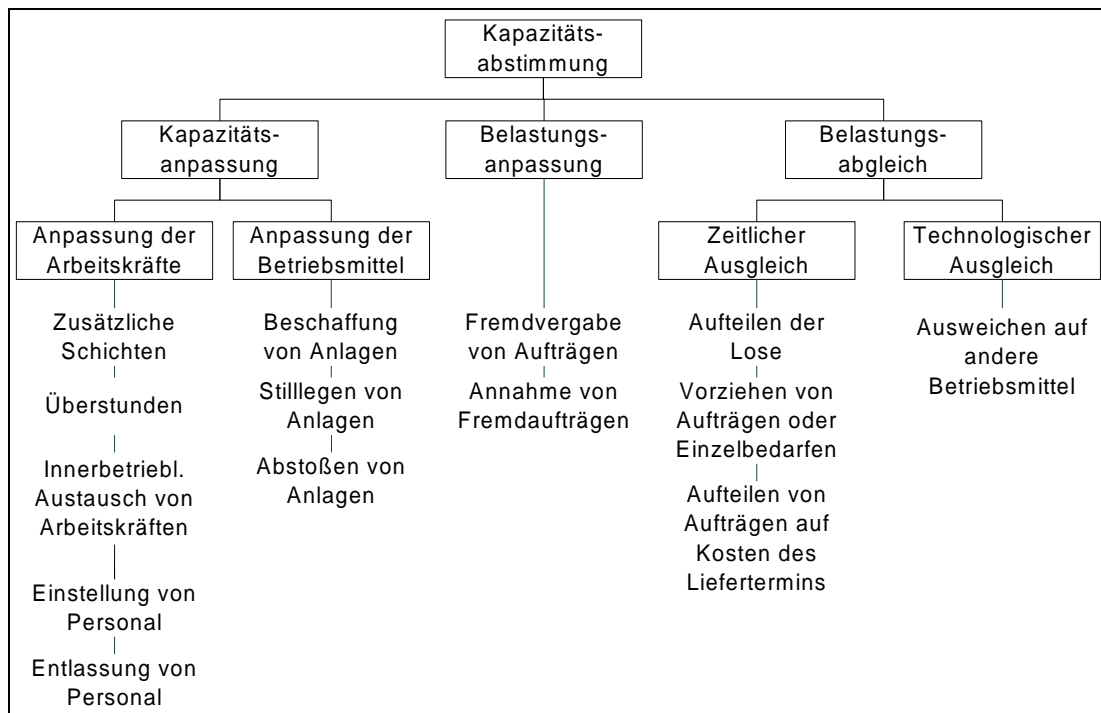 Kapazitäts-
abstimmung
Kapazitäts-
anpassung
Belastungs-
anpassung
Belastungs-
abgleich
Anpassung der
Arbeitskräfte
Anpassung der
Betriebsmittel
Zeitlicher
Ausgleich
Technologischer
Ausgleich
Zusätzliche
Schichten
Überstunden
Innerbetriebl.
Austausch von
Arbeitskräften
Einstellung von
Personal
Entlassung von
Personal
Beschaffung
von Anlagen
Stilllegen von
Anlagen
Abstoßen von
Anlagen
Fremdvergabe
von Aufträgen
Annahme von
Fremdaufträgen
Aufteilen der
Lose
Vorziehen von
Aufträgen oder
Einzelbedarfen
Aufteilen von
Aufträgen auf
Kosten des
Liefertermins
Ausweichen auf
andere
Betriebsmittel